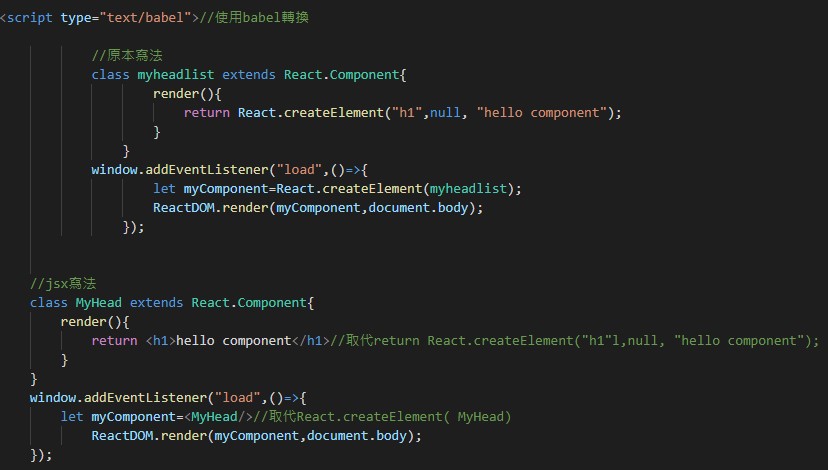 <script type="text/babel">//使用babel轉換
//原本寫法
class myheadlist extends React.Component{
render(){
return React.createElement("h1",null, "hello component");
}
}
window.addEventListener("load",()=>{
let myComponent=React.createElement(myheadlist);
ReactDOM.render(myComponent,document.body);
});
//jsx寫法
class MyHead extends React.Component{
render(){
return <h1>hello component</h1>//取代return React.createElement("h1"l,null, "hello component");
}
}
window.addEventListener("load",()=>{
let myComponent=<MyHead/>//取代React.createElement( MyHead)
ReactDOM.render(myComponent,document.body);
});